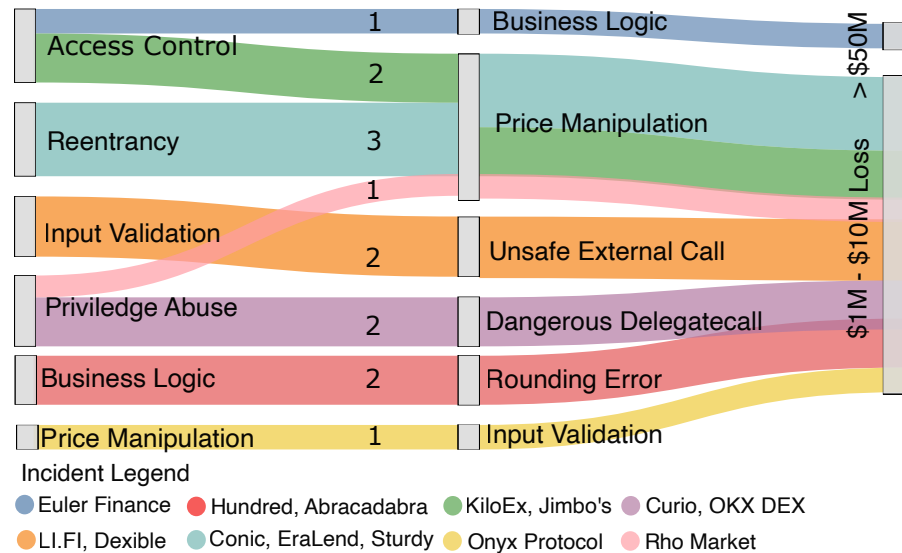 1
Business Logic
Access Control
2
> $50M
Price Manipulation
Reentrancy
3
1
Input Validation
2
Unsafe External Call
$1M - $10M Loss
Priviledge Abuse
2
Dangerous Delegatecall
Business Logic
2
Rounding Error
Price Manipulation
1
Input Validation
Incident Legend
Euler Finance
Hundred, Abracadabra
KiloEx, Jimbo's
Curio, OKX DEX
LI.FI, Dexible
Conic, EraLend, Sturdy
Onyx Protocol
Rho Market